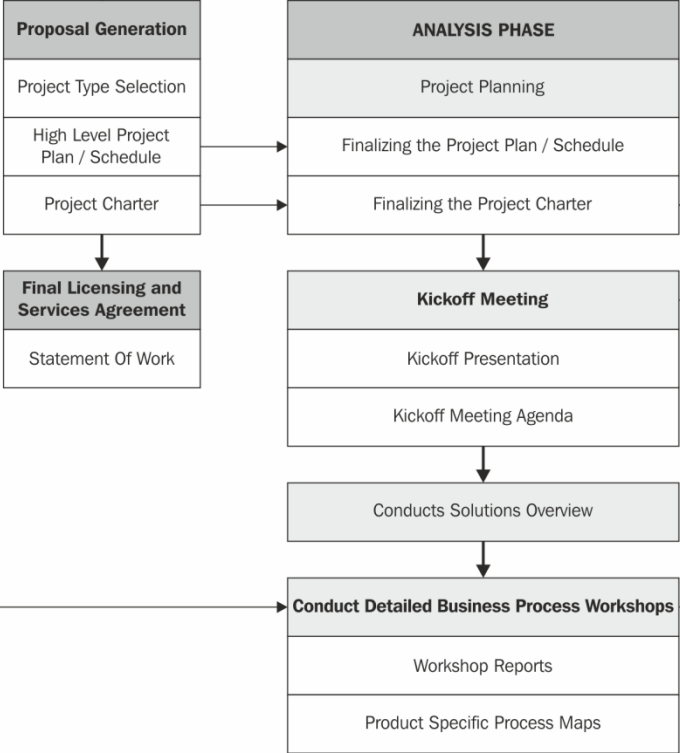 Proposal Generation
Project Type Selection
High Level Project
Plan / Schedule
Project Charter
Final Licensing and
Services Agreement
Statement Of Work
ANALYSIS PHASE
Project Planning
Finalizing the Project Plan / Schedule
Finalizing the Project Charter
Kickoff Meeting
Kickoff Presentation
Kickoff Meeting Agenda
Conducts Solutions Overview
Conduct Detailed Business Process Workshops
Workshop Reports
Product Specific Process Maps